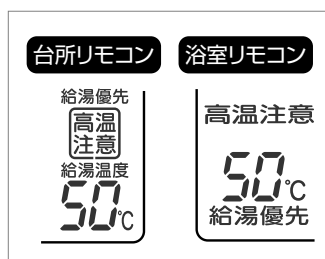 台所リモコン
給湯優先
高温
注意
給湯温度
50℃
浴室リモコン
高温注意
50℃
給湯優先